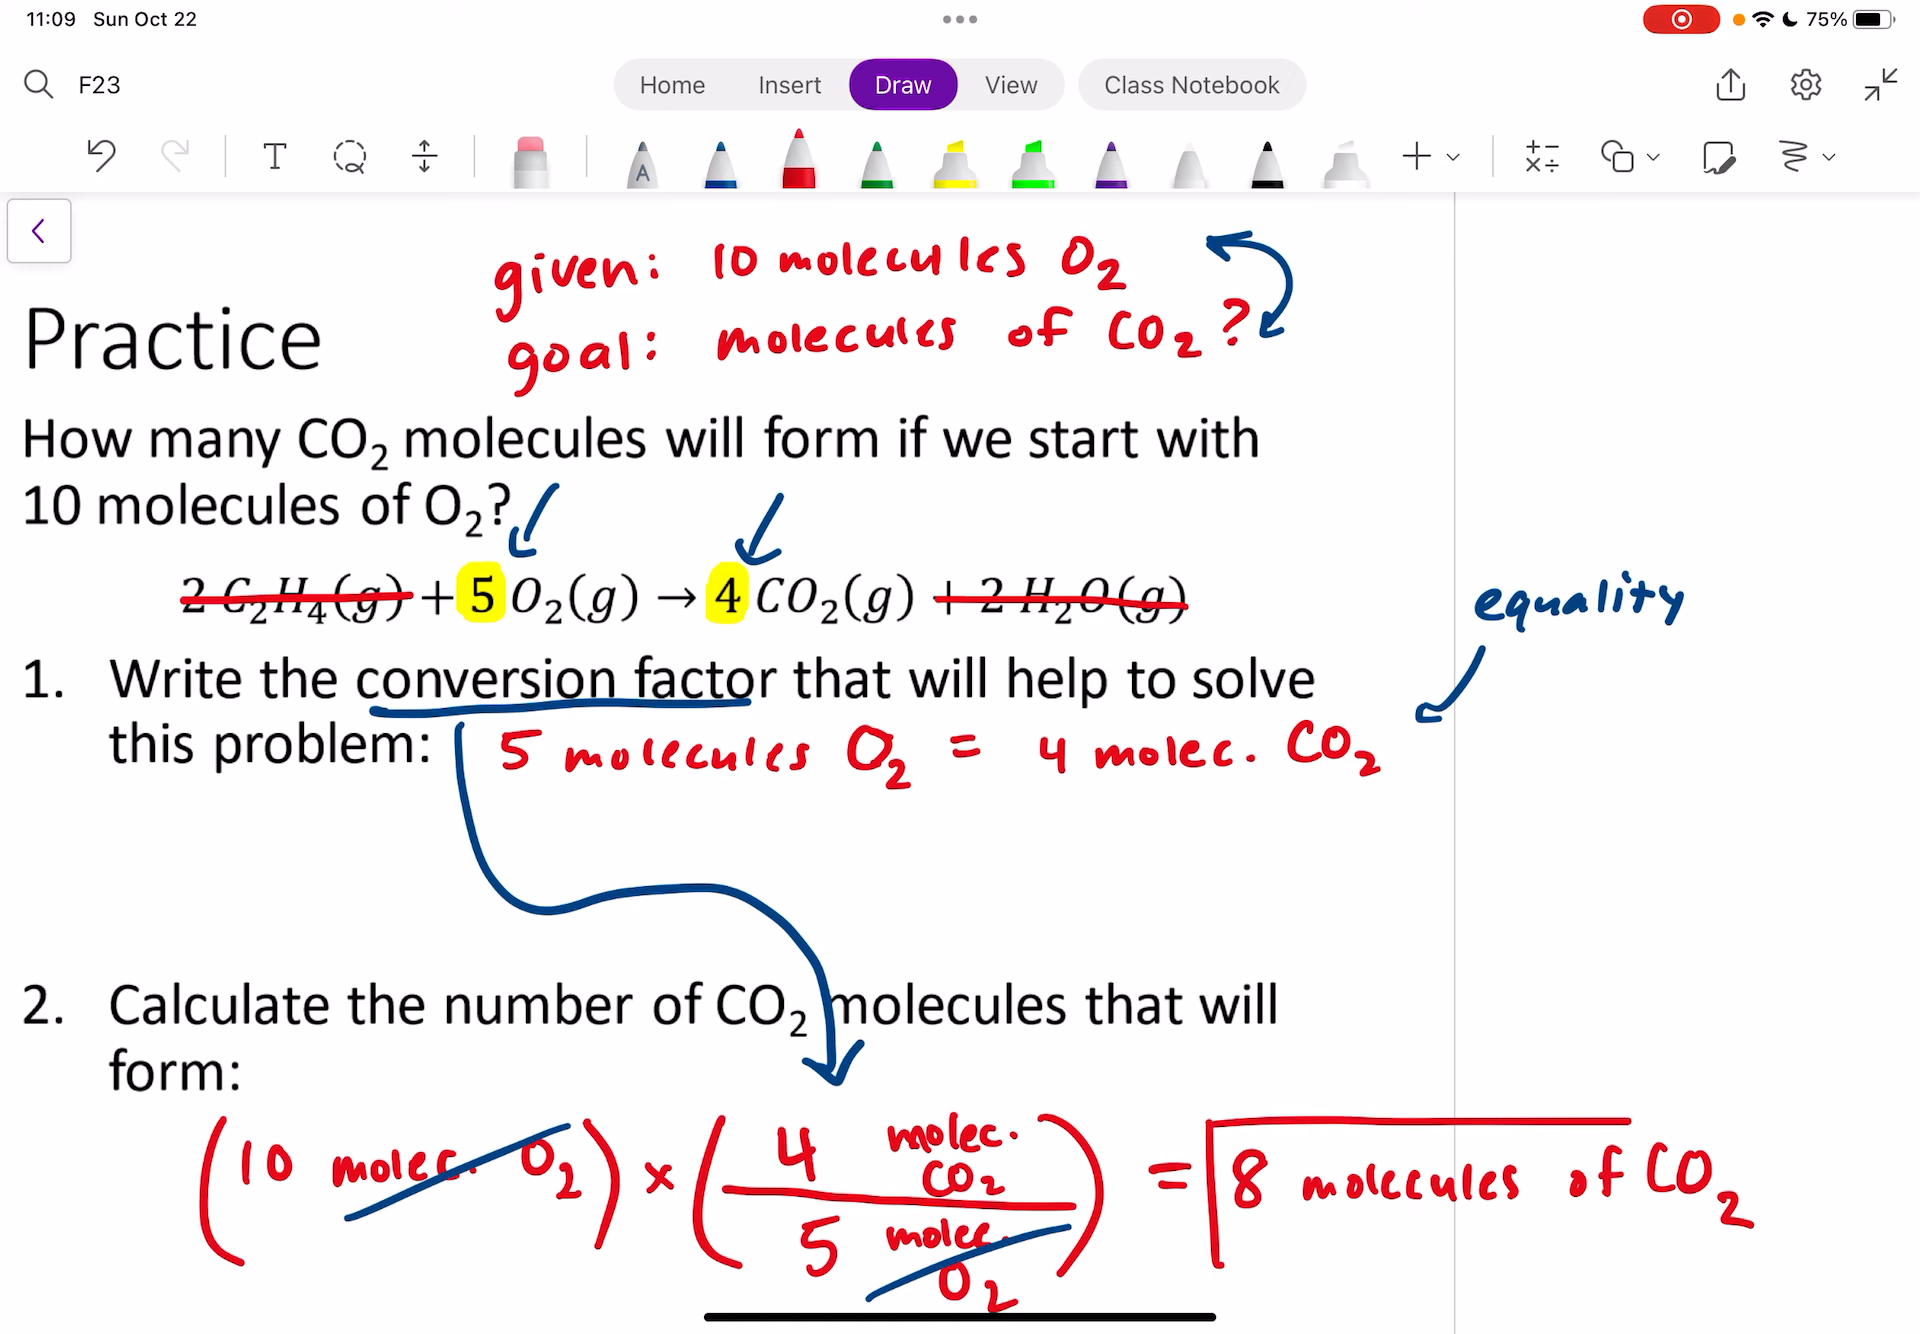 11:09 Sun Oct 22
75%
F23
Home Insert Draw View Class Notebook
A
given: 10 molecules O₂
goal: molecules of CO₂?
Practice
How many CO₂ molecules will form if we start with
10 molecules of O₂?
2 C₂H₄(g) + 5 O₂(g) → 4 CO₂(g) + 2 H₂O(g)
equality
1. Write the conversion factor that will help to solve
this problem: 5 molecules O₂ = 4 molec. CO₂
2. Calculate the number of CO₂ molecules that will
form:
(10 molec. O₂) x (4 molec. CO₂ / 5 molec. O₂) = 8 molecules of CO₂